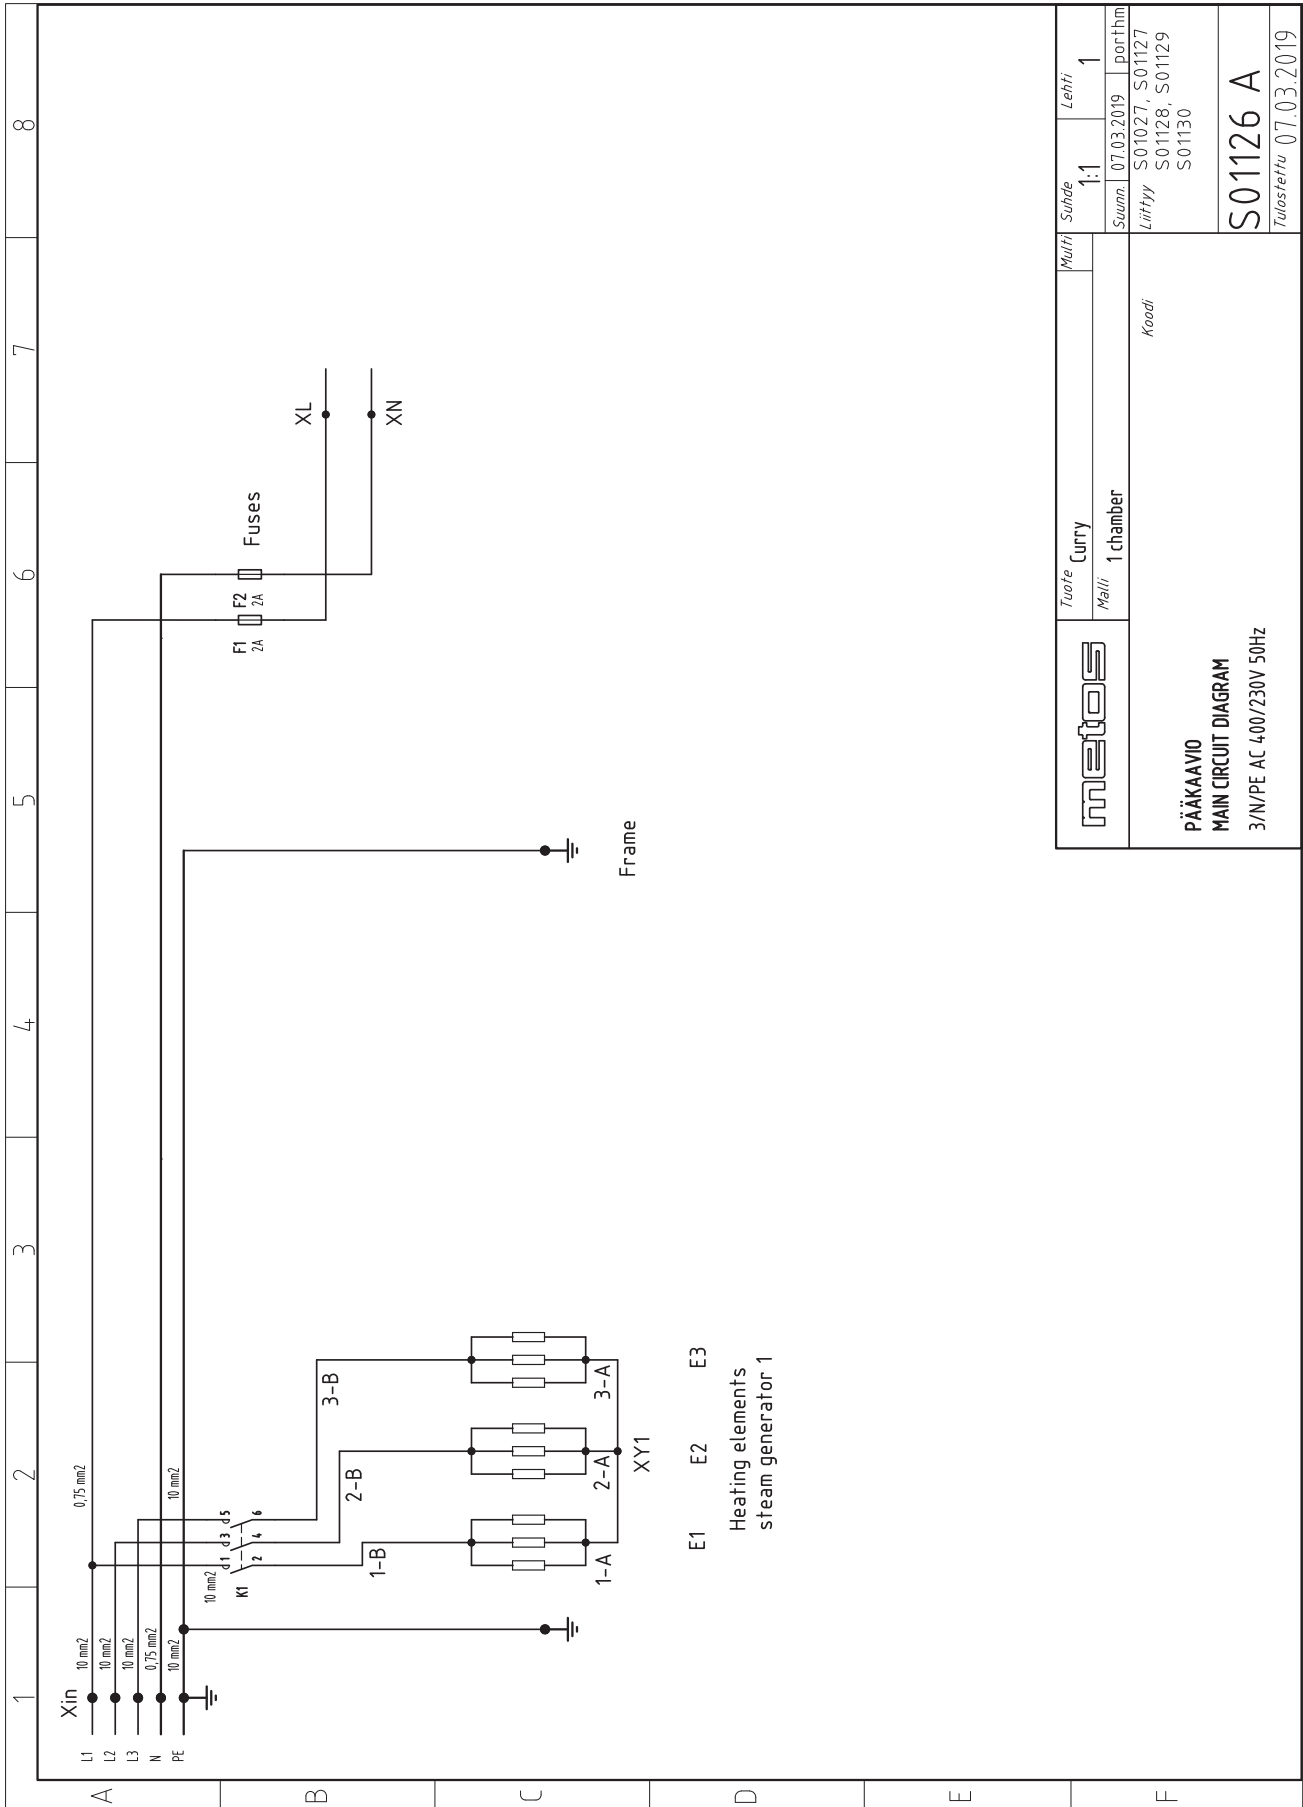 1
2
3
4
5
6
7
8
A
B
C
D
E
F
Xin
L1
L2
L3
N
PE
10 mm2
10 mm2
10 mm2
0,75 mm2
10 mm2
0,75 mm2
10 mm2
10 mm2
K1
1
3
5
2
4
6
1-B
2-B
3-B
1-A
2-A
3-A
XY1
E1
E2
E3
Heating elements
steam generator 1
Frame
F1
2A
F2
2A
Fuses
XL
XN
metos
Tuote
Curry
Malli
1 chamber
Multi
Suhde
1:1
Lehti
1
Suunn.
07.03.2019
porthm
Liittyy
S01027, S01127
S01128, S01129
S01130
Koodi
PÄÄKAAVIO
MAIN CIRCUIT DIAGRAM
3/N/PE AC 400/230V 50Hz
S01126 A
Tulostettu 07.03.2019